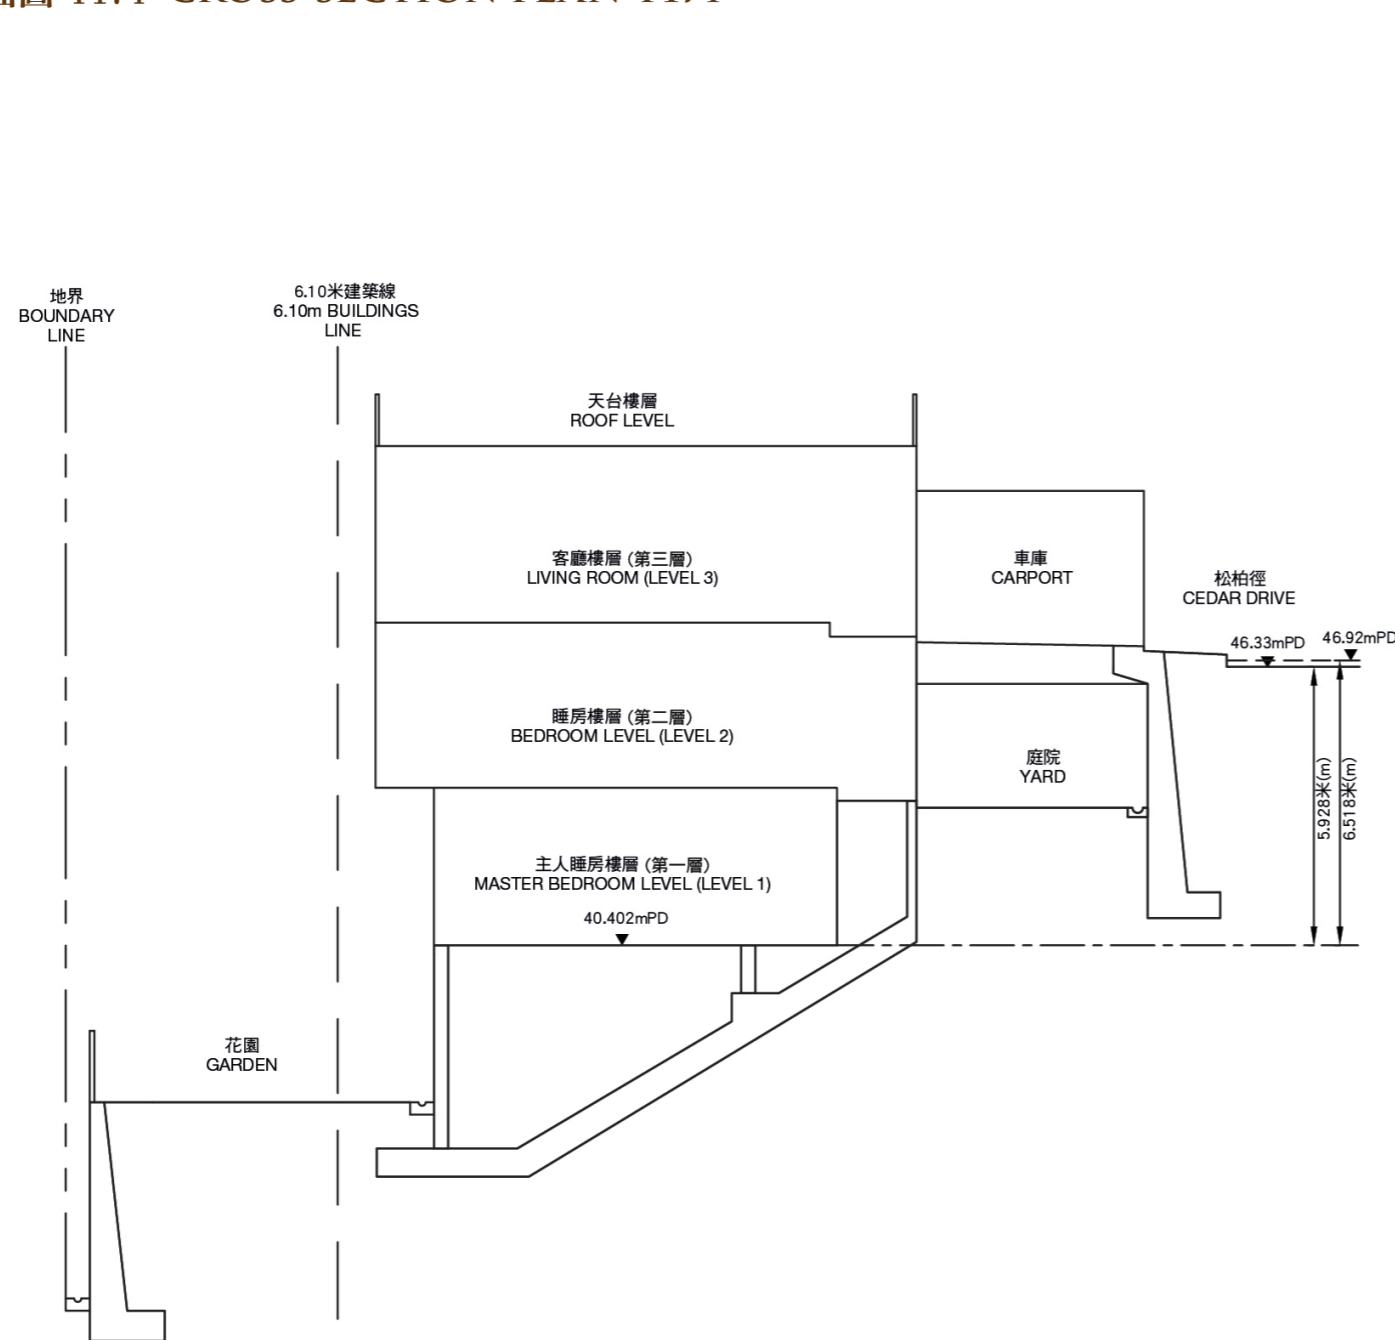 地界
BOUNDARY
LINE
6.10米建築線
6.10m BUILDINGS
LINE
天台樓層
ROOF LEVEL
客廳樓層 (第三層)
LIVING ROOM (LEVEL 3)
車庫
CARPORT
松柏徑
CEDAR DRIVE
46.33mPD
46.92mPD
睡房樓層 (第二層)
BEDROOM LEVEL (LEVEL 2)
庭院
YARD
5.928米(m)
6.518米(m)
主人睡房樓層 (第一層)
MASTER BEDROOM LEVEL (LEVEL 1)
40.402mPD
花園
GARDEN